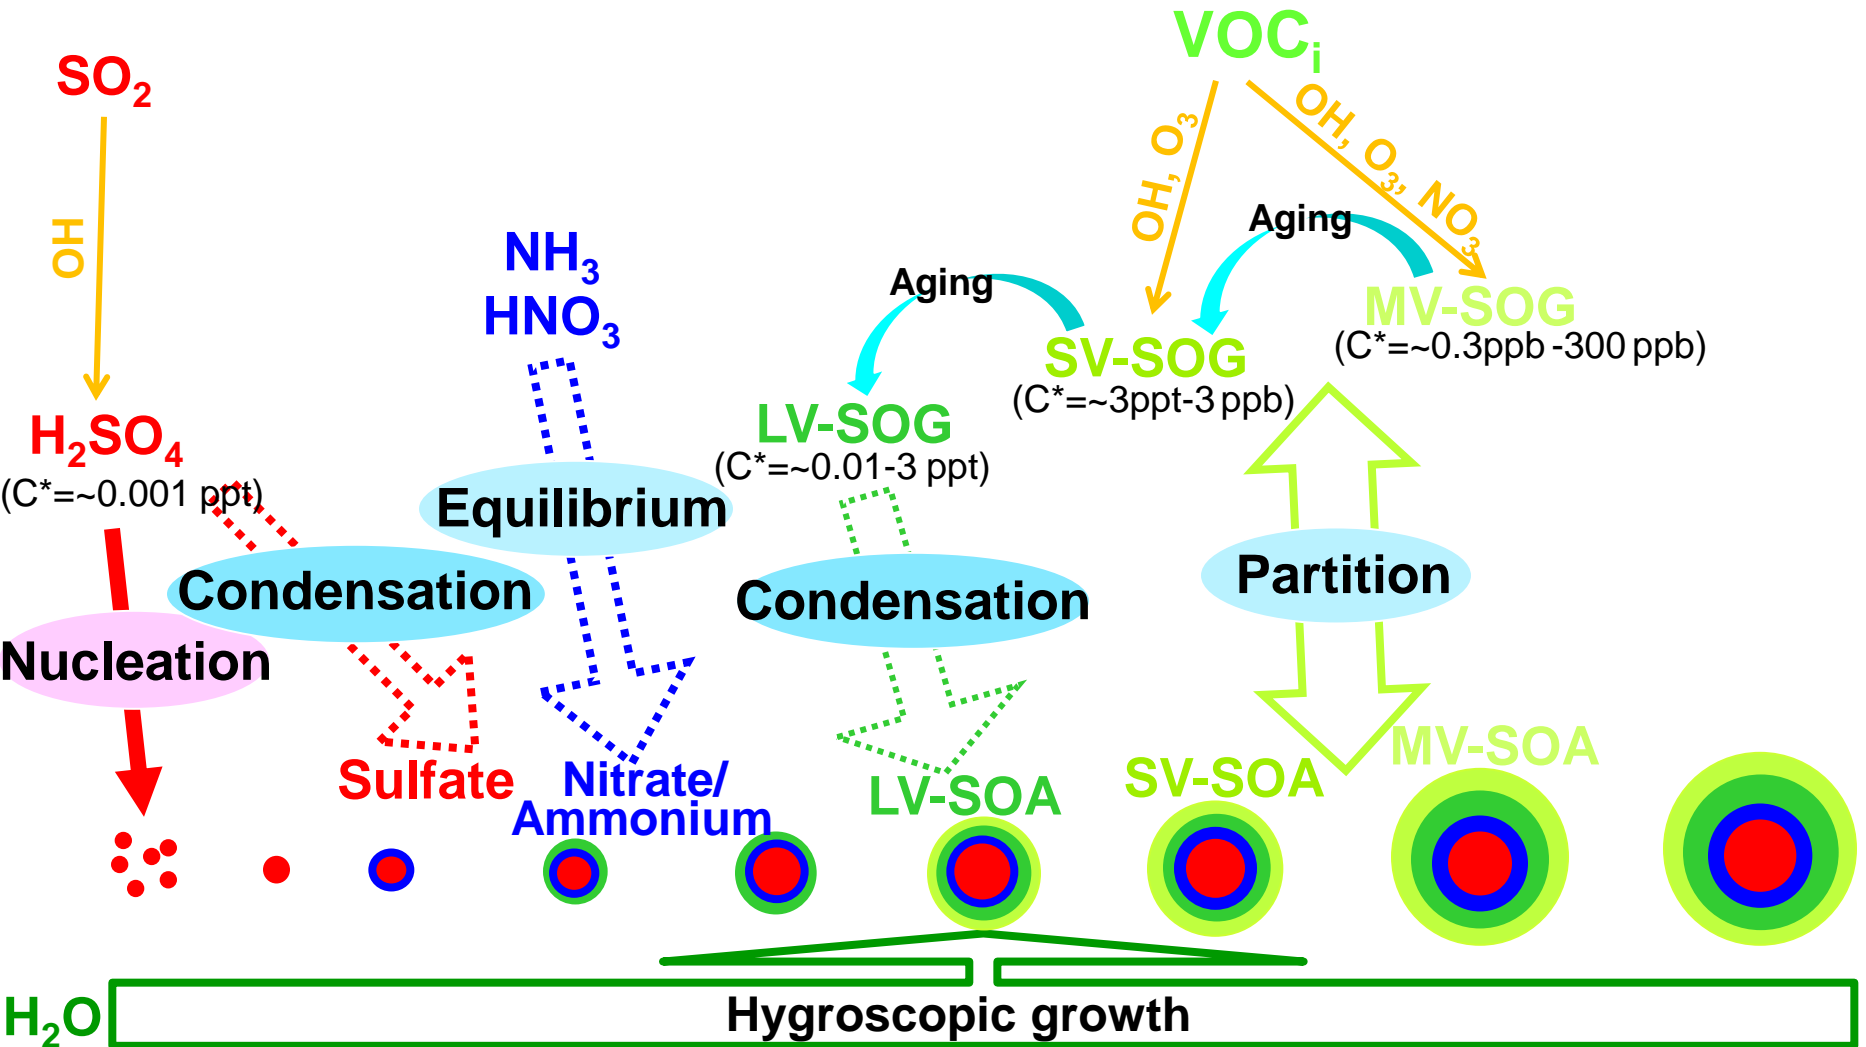 VOCi
SO2
OH
OH, O3
OH, O3, NO3
Aging
Aging
NH3
HNO3
MV-SOG
(C*=~0.3ppb -300 ppb)
SV-SOG
(C*=~3ppt-3 ppb)
LV-SOG
(C*=~0.01-3 ppt)
H2SO4
(C*=~0.001 ppt)
Equilibrium
Condensation
Condensation
Partition
Nucleation
Sulfate
Nitrate/
Ammonium
LV-SOA
SV-SOA
MV-SOA
H2O
Hygroscopic growth